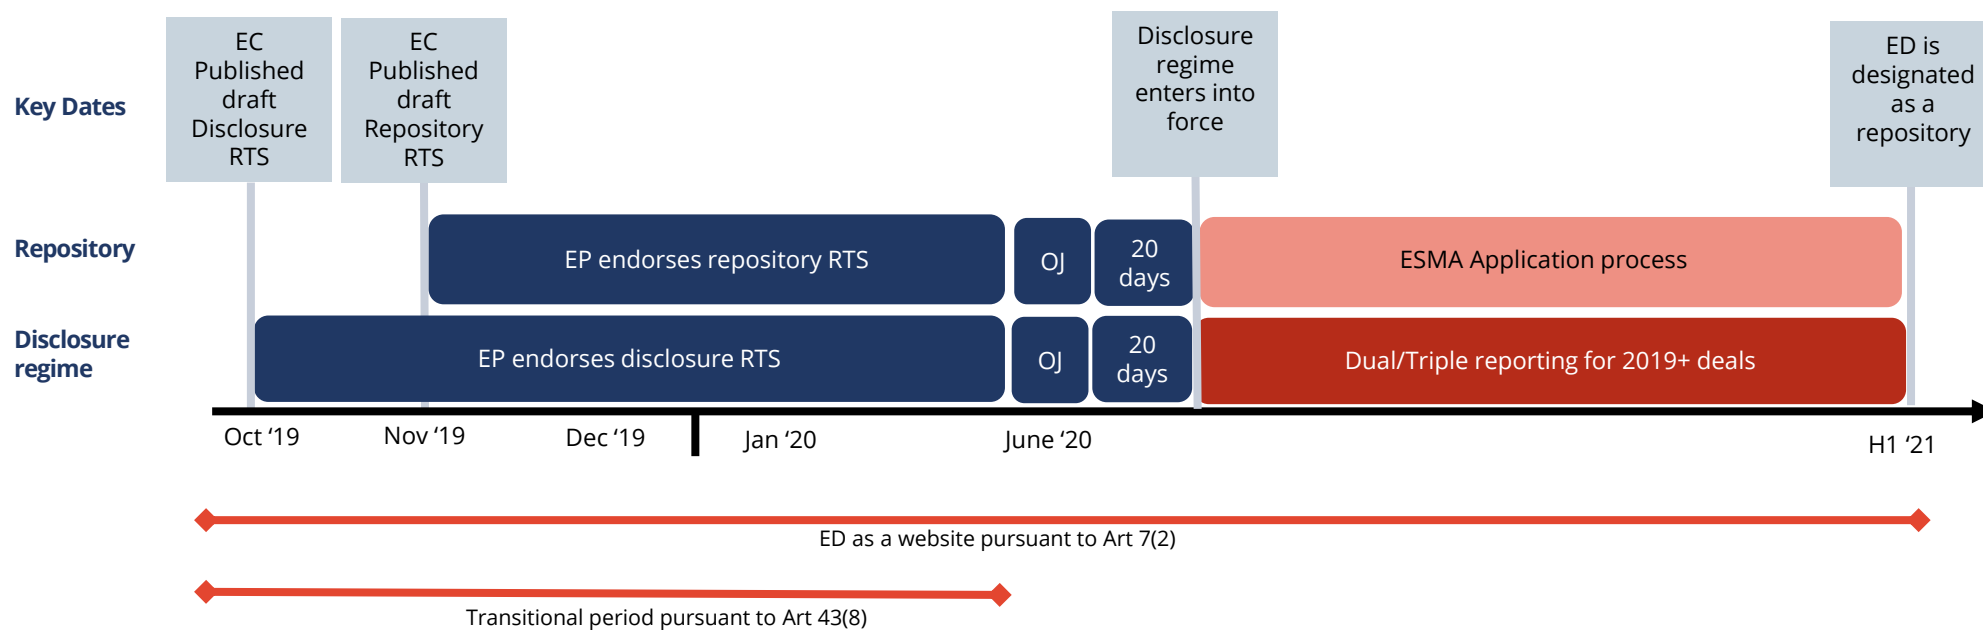 EC
Published
draft
Disclosure
RTS
EC
Published
draft
Repository
RTS
Disclosure
regime
enters into
force
ED is
designated
as a
repository
Key Dates
Repository
EP endorses repository RTS
OJ
20
days
ESMA Application process
Disclosure
regime
EP endorses disclosure RTS
OJ
20
days
Dual/Triple reporting for 2019+ deals
Oct ‘19
Nov ‘19
Dec ‘19
Jan ‘20
June ‘20
H1 ‘21
ED as a website pursuant to Art 7(2)
Transitional period pursuant to Art 43(8)